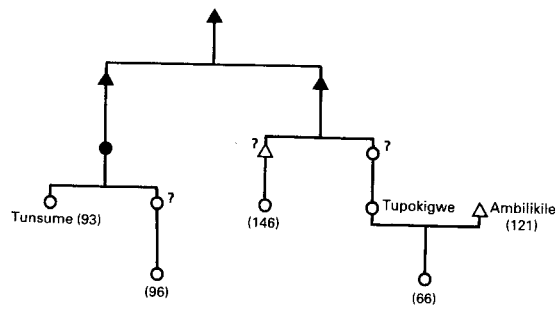 ?
?
Tunsume (93)
?
(146)
Tupokigwe
Ambilikile
(121)
(96)
(66)